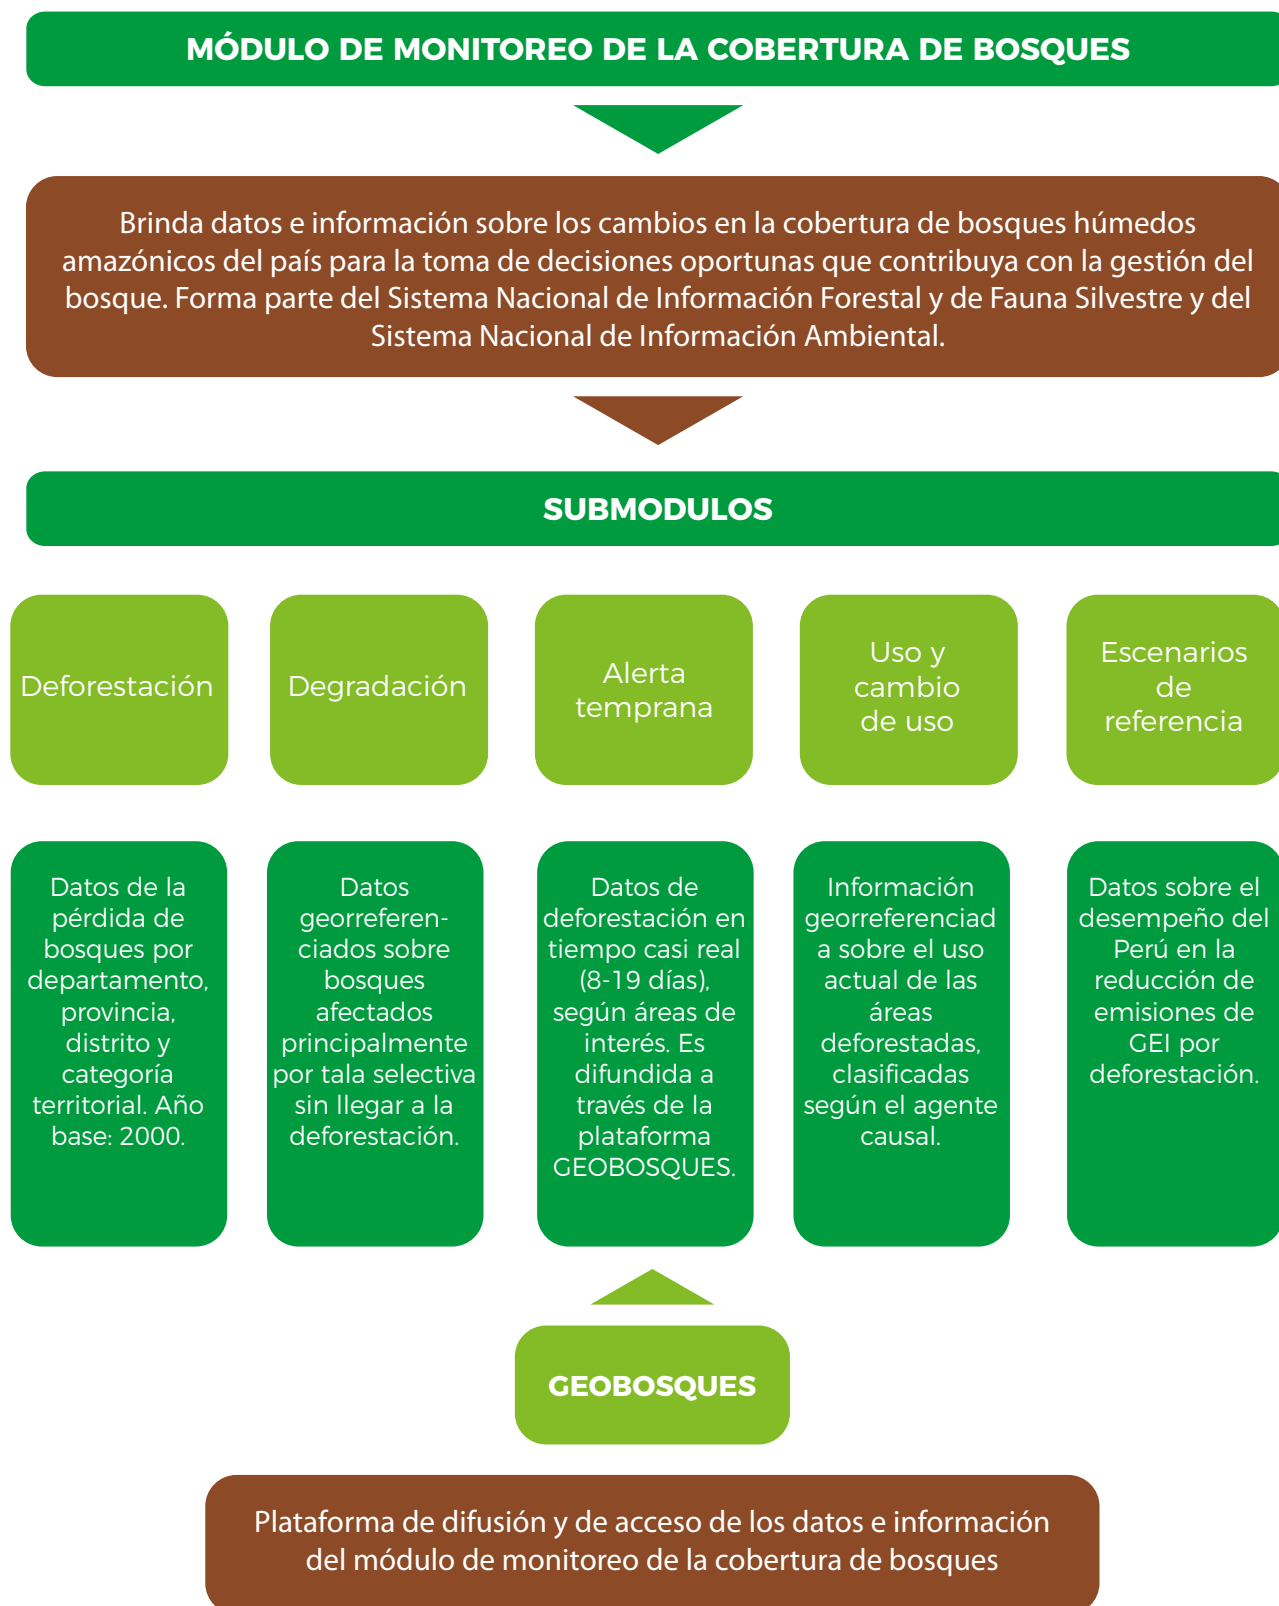 MÓDULO DE MONITOREO DE LA COBERTURA DE BOSQUES
Brinda datos e información sobre los cambios en la cobertura de bosques húmedos
amazónicos del país para la toma de decisiones oportunas que contribuya con la gestión del
bosque. Forma parte del Sistema Nacional de Información Forestal y de Fauna Silvestre y del
Sistema Nacional de Información Ambiental.
SUBMODULOS
Deforestación
Degradación
Alerta
temprana
Uso y
cambio
de uso
Escenarios
de
referencia
Datos de la
pérdida de
bosques por
departamento,
provincia,
distrito y
categoría
territorial. Año
base: 2000.
Datos
georreferen-
ciados sobre
bosques
afectados
principalmente
por tala selectiva
sin llegar a la
deforestación.
Datos de
deforestación en
tiempo casi real
(8-19 días),
según áreas de
interés. Es
difundida a
través de la
plataforma
GEOBOSQUES.
Información
georreferenciad
a sobre el uso
actual de las
áreas
deforestadas,
clasificadas
según el agente
causal.
Datos sobre el
desempeño del
Perú en la
reducción de
emisiones de
GEI por
deforestación.
GEOBOSQUES
Plataforma de difusión y de acceso de los datos e información
del módulo de monitoreo de la cobertura de bosques